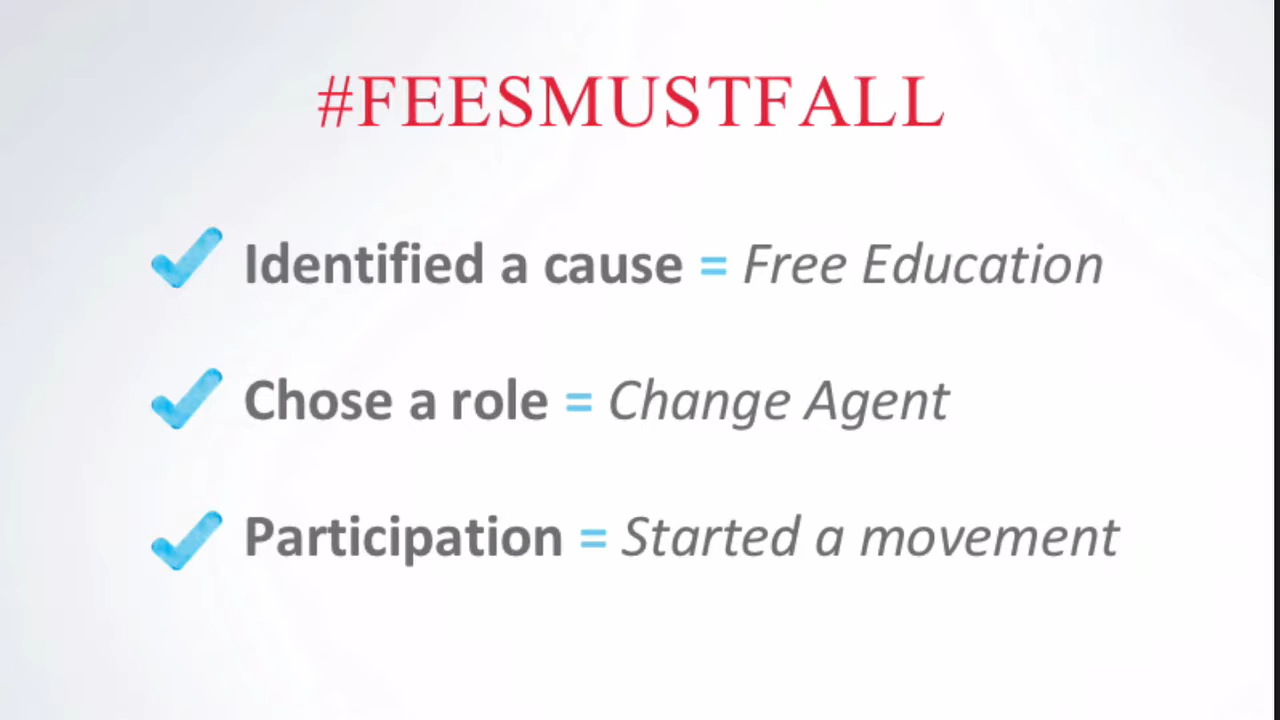 #FEESMUSTFALL
Identified a cause = Free Education
Chose a role = Change Agent
Participation = Started a movement